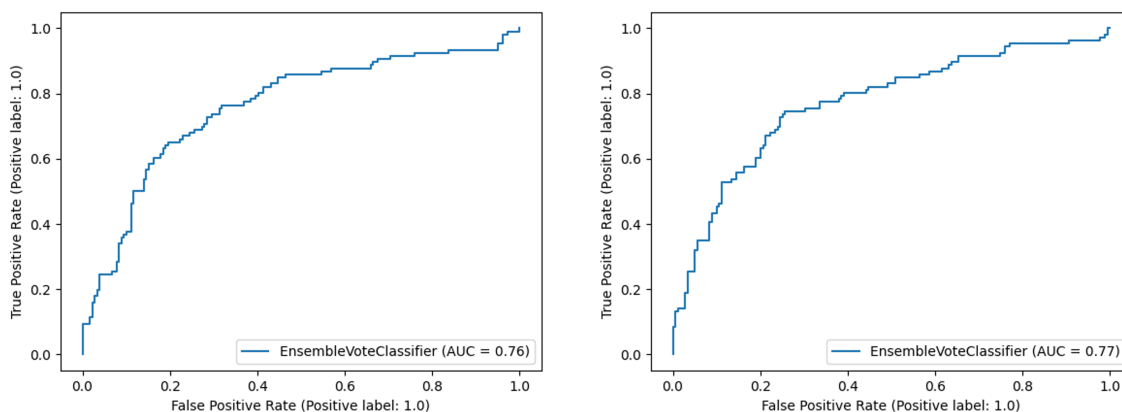 1.0
0.8
0.6
0.4
0.2
0.0
True Positive Rate (Positive label: 1.0)
EnsembleVoteClassifier (AUC = 0.76)
0.0 0.2 0.4 0.6 0.8 1.0
False Positive Rate (Positive label: 1.0)
1.0
0.8
0.6
0.4
0.2
0.0
True Positive Rate (Positive label: 1.0)
EnsembleVoteClassifier (AUC = 0.77)
0.0 0.2 0.4 0.6 0.8 1.0
False Positive Rate (Positive label: 1.0)